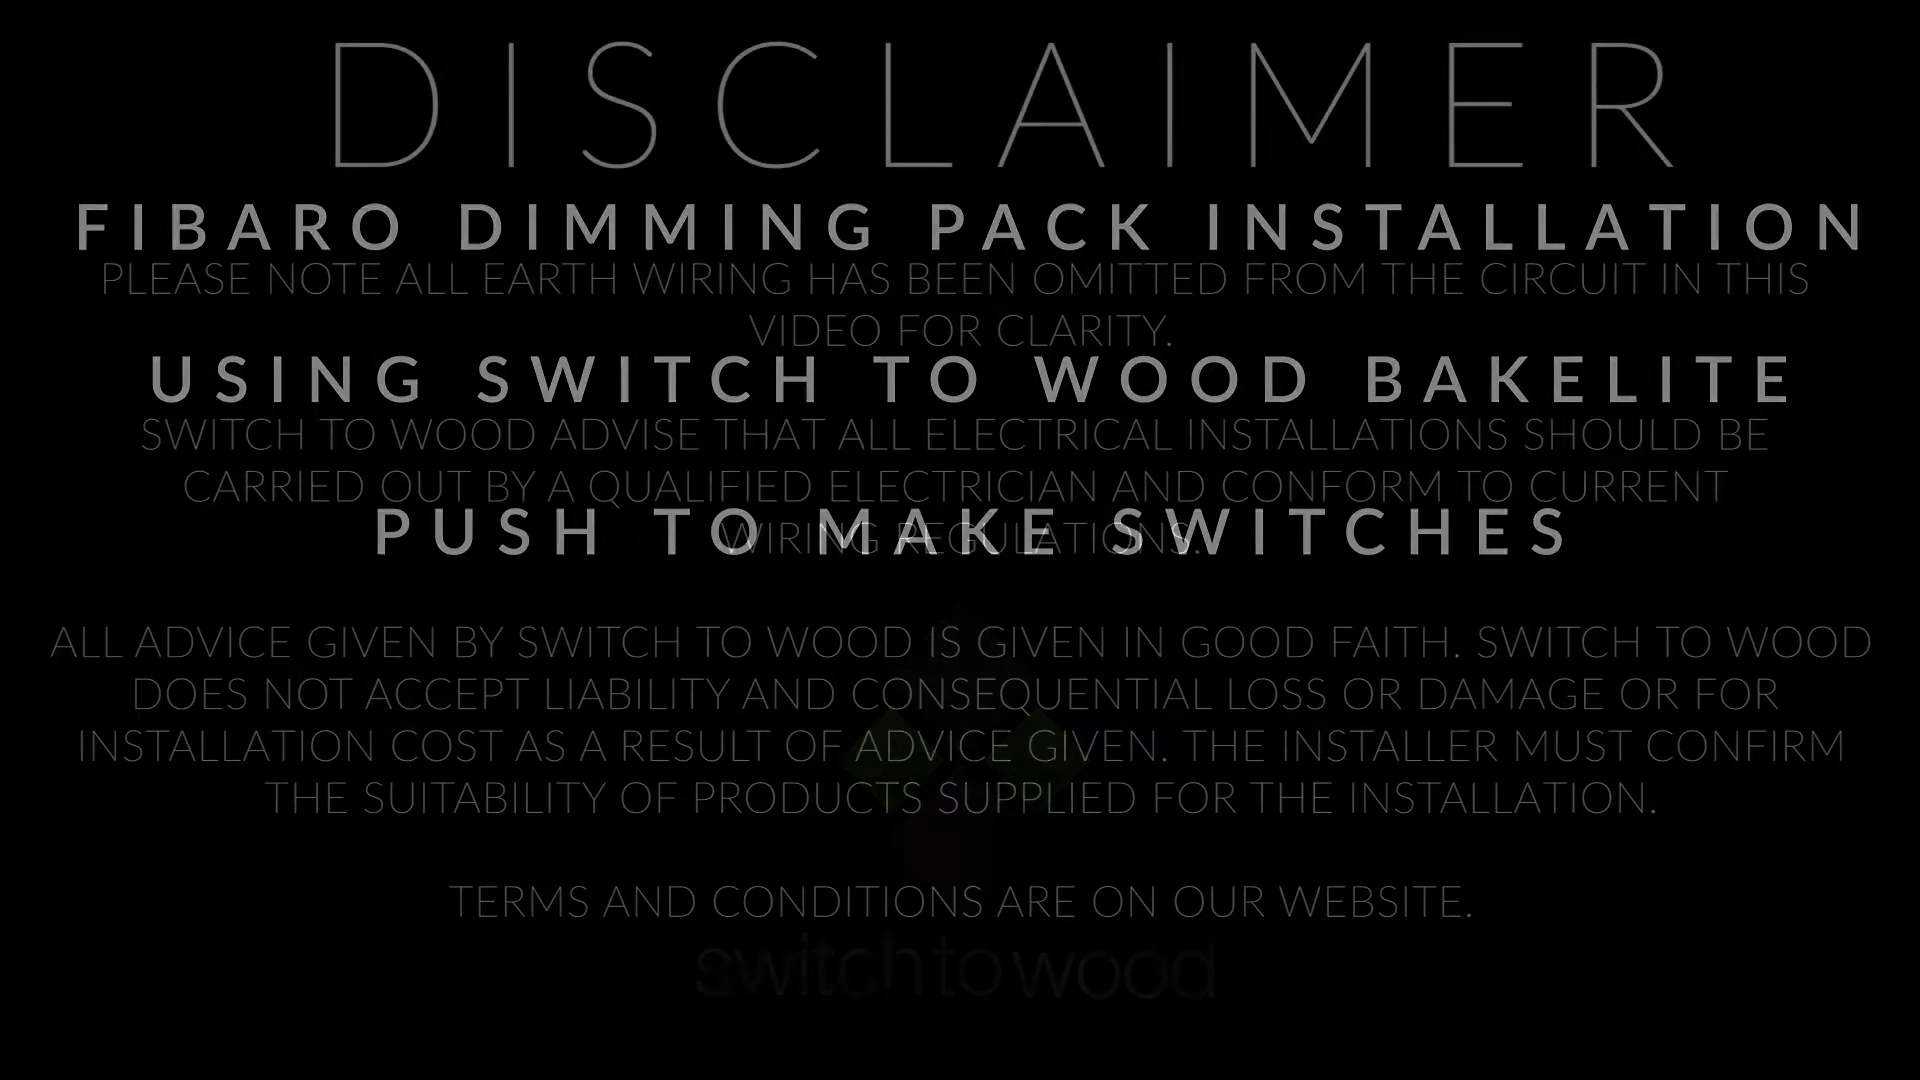 DISCLAIMER
FIBARO DIMMING PACK INSTALLATION
PLEASE NOTE ALL EARTH WIRING HAS BEEN OMITTED FROM THE CIRCUIT IN THIS
VIDEO FOR CLARITY.
USING SWITCH TO WOOD BAKELITE
SWITCH TO WOOD ADVISE THAT ALL ELECTRICAL INSTALLATIONS SHOULD BE
CARRIED OUT BY A QUALIFIED ELECTRICIAN AND CONFORM TO CURRENT
PUSH TO MAKE SWITCHES
WIRING REGULATIONS.
ALL ADVICE GIVEN BY SWITCH TO WOOD IS GIVEN IN GOOD FAITH. SWITCH TO WOOD
DOES NOT ACCEPT LIABILITY AND CONSEQUENTIAL LOSS OR DAMAGE OR FOR
INSTALLATION COST AS A RESULT OF ADVICE GIVEN. THE INSTALLER MUST CONFIRM
THE SUITABILITY OF PRODUCTS SUPPLIED FOR THE INSTALLATION.
TERMS AND CONDITIONS ARE ON OUR WEBSITE.
switchtowood